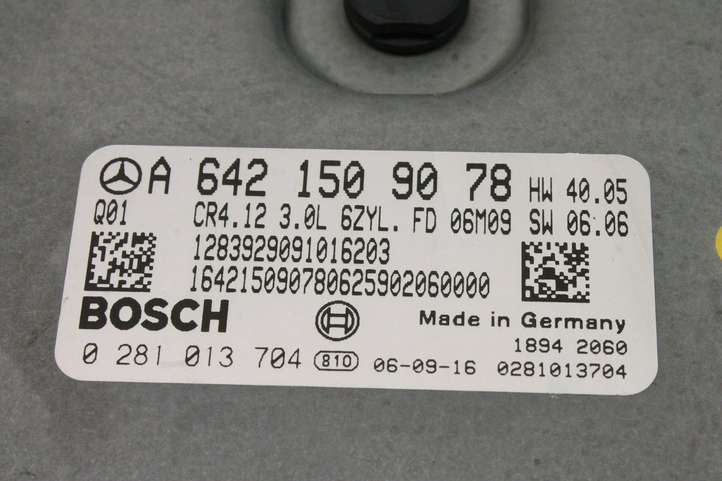 A 642 150 90 78 HW 40.05
Q01 CR4.12 3.0L 6ZYL. FD 06M09 SW 06.06
1283929091016203
164215090780625902060000
BOSCH Made in Germany
1894 2060
0 281 013 704 810 06-09-16 0281013704